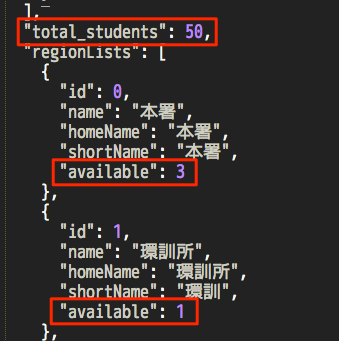 ],
"total_students": 50,
"regionLists": [
{
"id": 0,
"name": "本署",
"homeName": "本署",
"shortName": "本署",
"available": 3
},
{
"id": 1,
"name": "環訓所",
"homeName": "環訓所",
"shortName": "環訓",
"available": 1
},